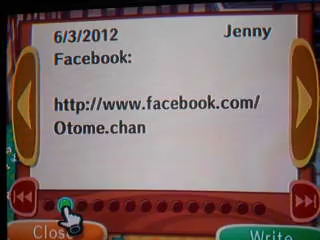 6/3/2012 Jenny
Facebook:
http://www.facebook.com/
Otome.chan
Close Write